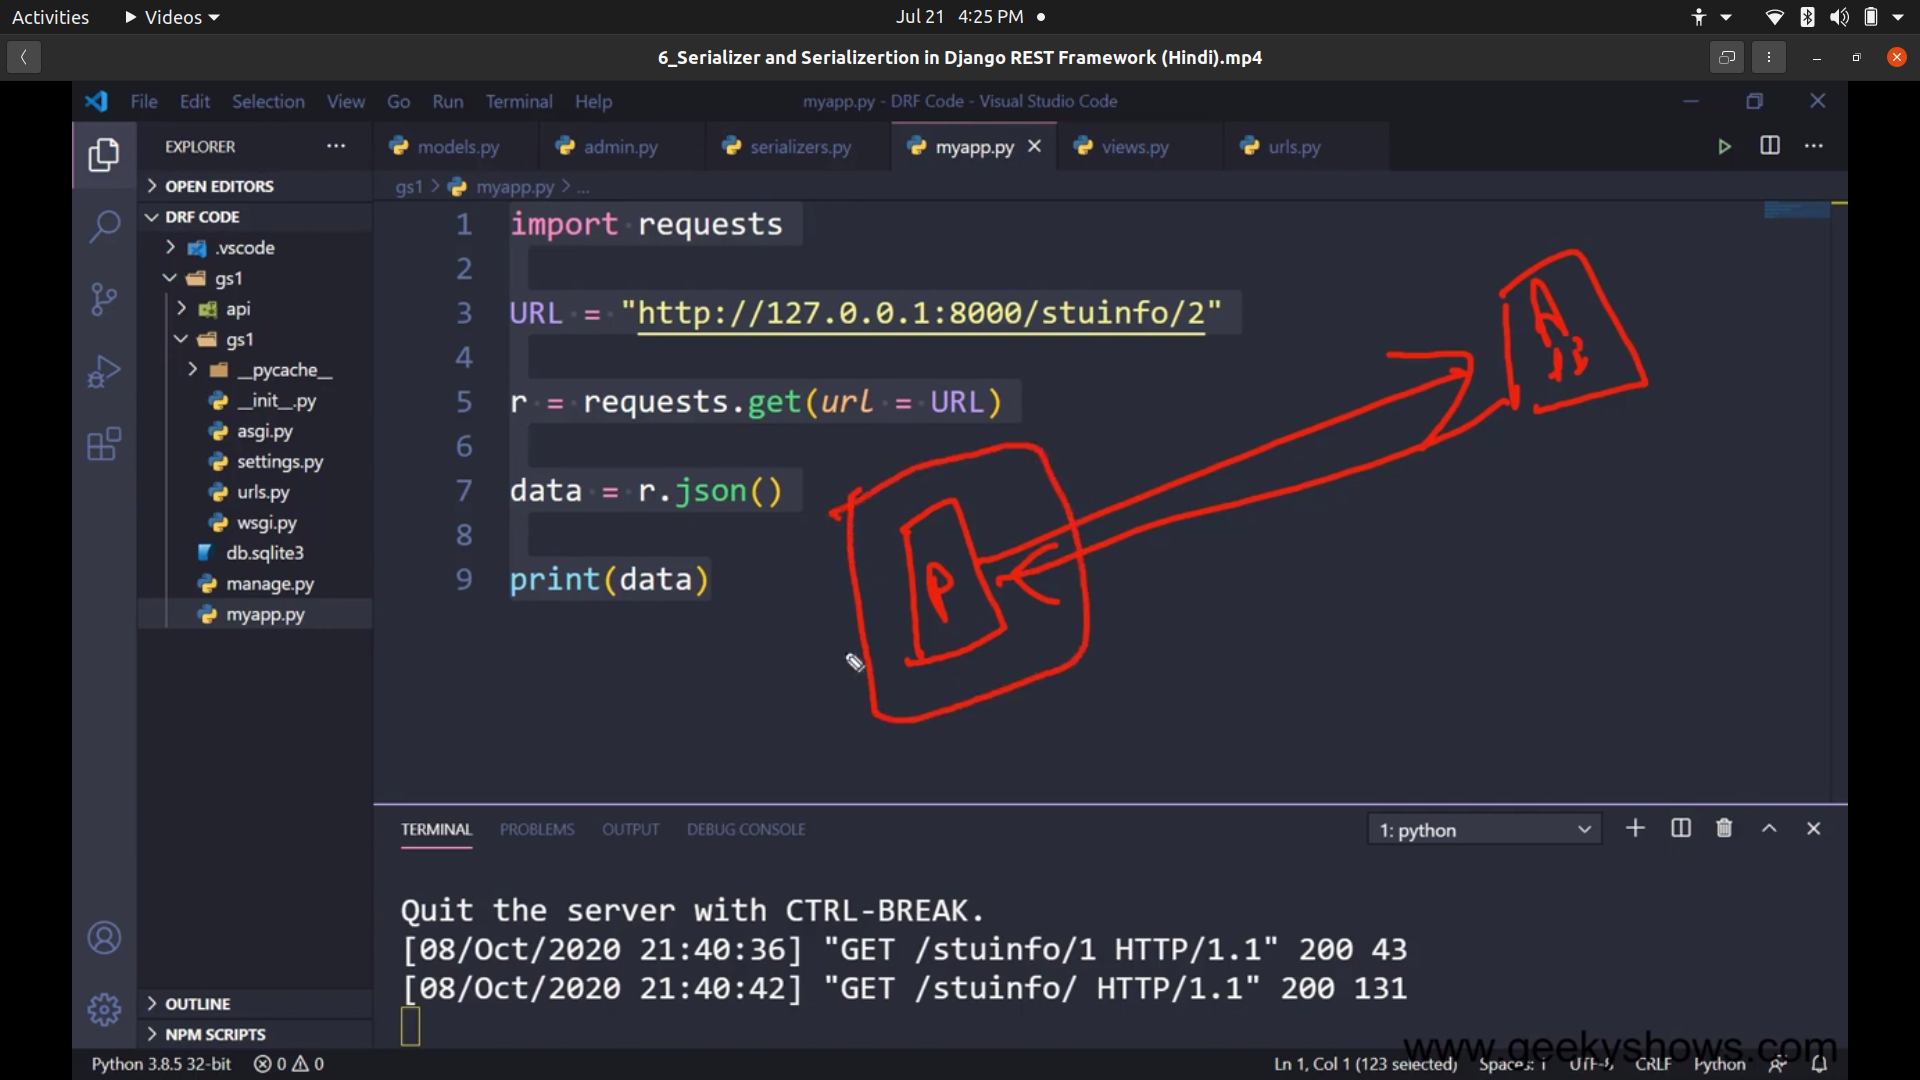 Activities
Videos
Jul 21 4:25 PM
6_Serializer and Serializertion in Django REST Framework (Hindi).mp4
File Edit Selection View Go Run Terminal Help
myapp.py - DRF Code - Visual Studio Code
EXPLORER
models.py
admin.py
serializers.py
myapp.py
views.py
urls.py
OPEN EDITORS
DRF CODE
.vscode
gs1
api
gs1
__pycache__
__init__.py
asgi.py
settings.py
urls.py
wsgi.py
db.sqlite3
manage.py
myapp.py
OUTLINE
NPM SCRIPTS
gs1 > myapp.py > ...
1 import requests
2
3 URL = "http://127.0.0.1:8000/stuinfo/2"
4
5 r = requests.get(url = URL)
6
7 data = r.json()
8
9 print(data)
P
A
TERMINAL PROBLEMS OUTPUT DEBUG CONSOLE
1: python
Quit the server with CTRL-BREAK.
[08/Oct/2020 21:40:36] "GET /stuinfo/1 HTTP/1.1" 200 43
[08/Oct/2020 21:40:42] "GET /stuinfo/ HTTP/1.1" 200 131
www.geekyshows.com
Python 3.8.5 32-bit
0 0
Ln 1, Col 1 (123 selected) Spaces: 1 UTF-8 CRLF Python